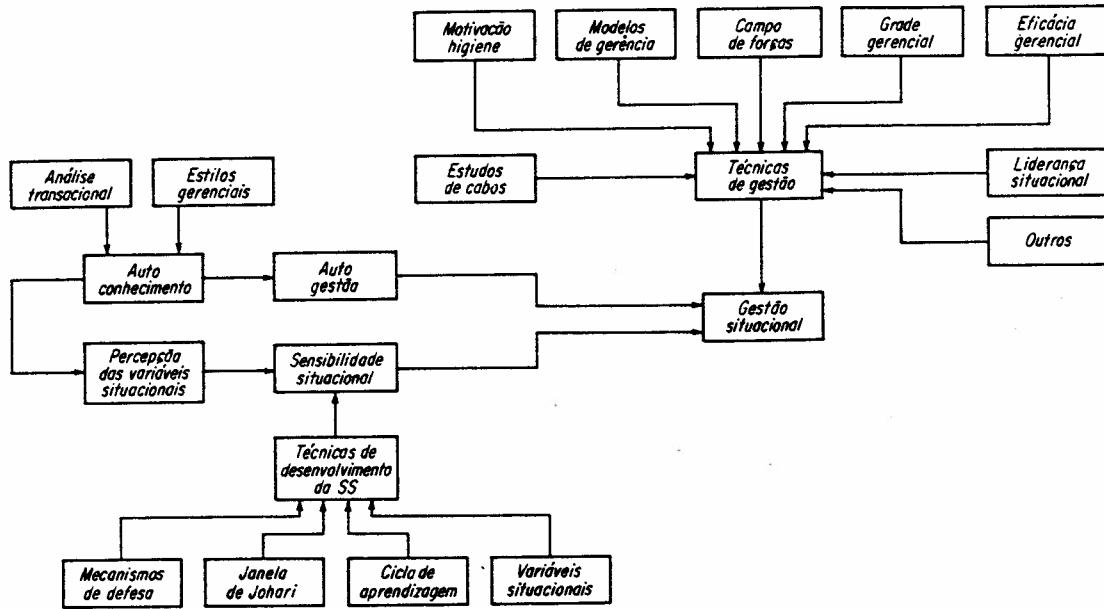 Motivação
higiene
Modelos
de gerência
Campo
de forças
Grade
gerencial
Eficácia
gerencial
Estudos
de cabos
Técnicas
de gestão
Liderança
situacional
Outros
Análise
transacional
Estilos
gerenciais
Auto
conhecimento
Auto
gestão
Gestão
situacional
Percepção
das variáveis
situacionais
Sensibilidade
situacional
Técnicas de
desenvolvimento
da SS
Mecanismos
de defesa
Janela
de Johari
Cicla de
aprendizagem
Variáveis
situacionais